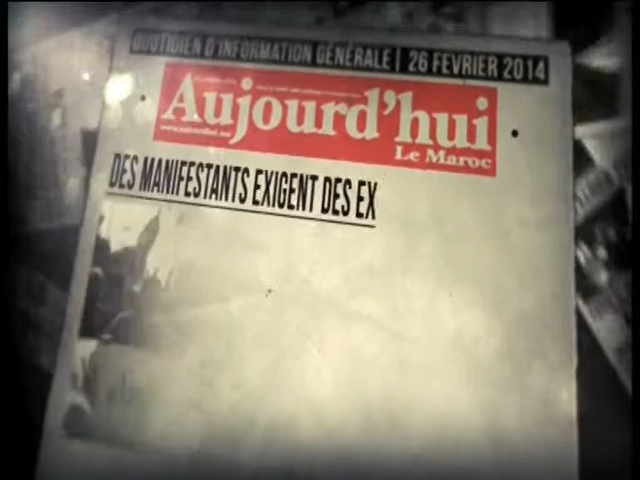 QUOTIDIEN D'INFORMATION GÉNÉRALE | 26 FEVRIER 2014
Aujourd'hui
Le Maroc
DES MANIFESTANTS EXIGENT DES EX